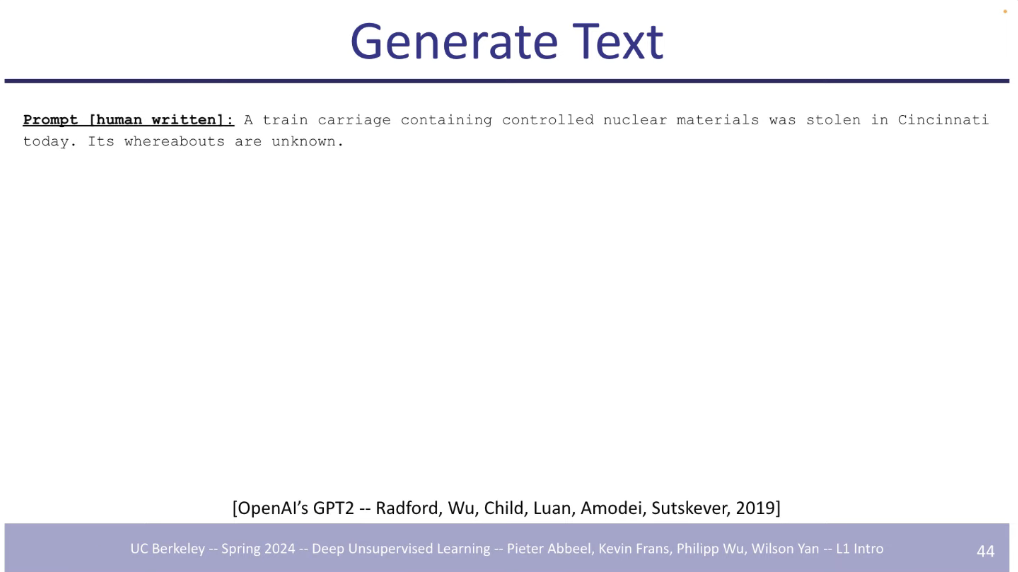 Generate Text
Prompt [human written]: A train carriage containing controlled nuclear materials was stolen in Cincinnati
today. Its whereabouts are unknown.
[OpenAI’s GPT2 -- Radford, Wu, Child, Luan, Amodei, Sutskever, 2019]
UC Berkeley -- Spring 2024 -- Deep Unsupervised Learning -- Pieter Abbeel, Kevin Frans, Philipp Wu, Wilson Yan -- L1 Intro
44